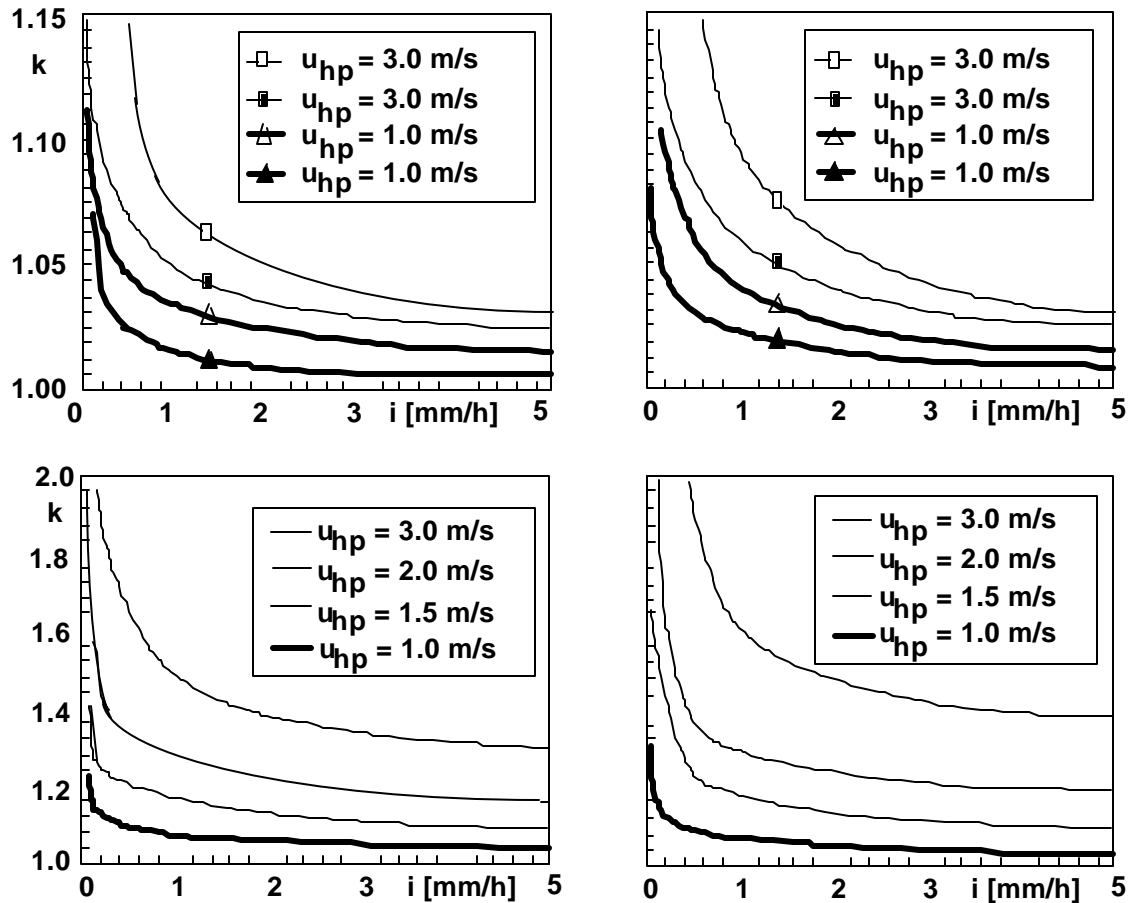 1.15
k
1.10
1.05
1.00
0 1 2 3 i [mm/h] 5
u_hp = 3.0 m/s
u_hp = 3.0 m/s
u_hp = 1.0 m/s
u_hp = 1.0 m/s
0 1 2 3 i [mm/h] 5
u_hp = 3.0 m/s
u_hp = 3.0 m/s
u_hp = 1.0 m/s
u_hp = 1.0 m/s
2.0
k
1.8
1.6
1.4
1.2
1.0
0 1 2 3 i [mm/h] 5
u_hp = 3.0 m/s
u_hp = 2.0 m/s
u_hp = 1.5 m/s
u_hp = 1.0 m/s
0 1 2 3 i [mm/h] 5
u_hp = 3.0 m/s
u_hp = 2.0 m/s
u_hp = 1.5 m/s
u_hp = 1.0 m/s